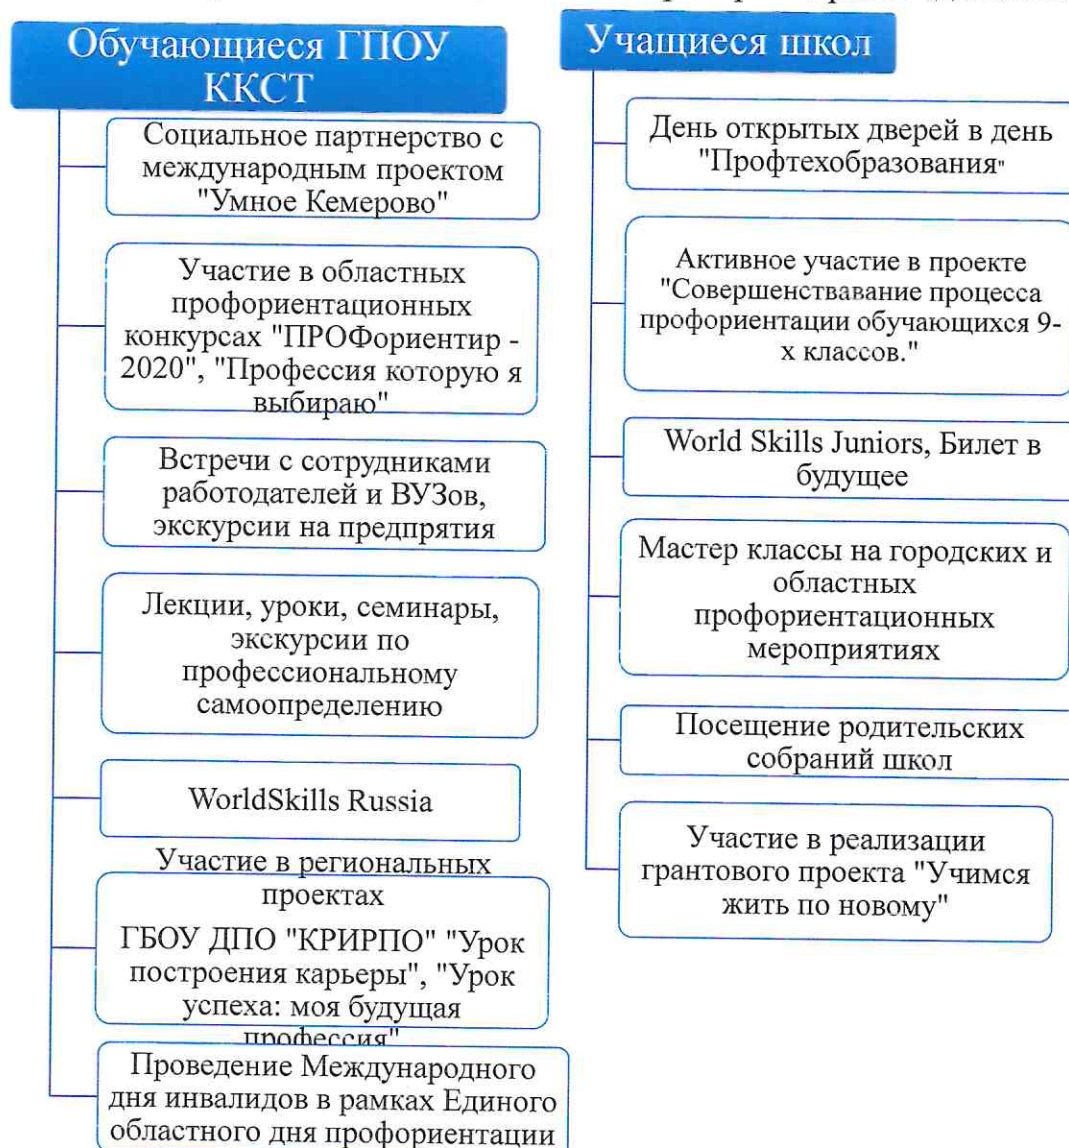 Обучающиеся ГПОУ
ККСТ
Социальное партнерство с
международным проектом
"Умное Кемерово"
Участие в областных
профориентационных
конкурсах "ПРОФориентир -
2020", "Профессия которую я
выбираю"
Встречи с сотрудниками
работодателей и ВУЗов,
экскурсии на предпрятия
Лекции, уроки, семинары,
экскурсии по
профессиональному
самоопределению
WorldSkills Russia
Участие в региональных
проектах
ГБОУ ДПО "КРИРПО" "Урок
построения карьеры", "Урок
успеха: моя будущая
профессия"
Проведение Международного
дня инвалидов в рамках Единого
областного дня профориентации
Учащиеся школ
День открытых дверей в день
"Профтехобразования"
Активное участие в проекте
"Совершенствавание процесса
профориентации обучающихся 9-
х классов."
World Skills Juniors, Билет в
будущее
Мастер классы на городских и
областных
профориентационных
мероприятиях
Посещение родительских
собраний школ
Участие в реализации
грантового проекта "Учимся
жить по новому"